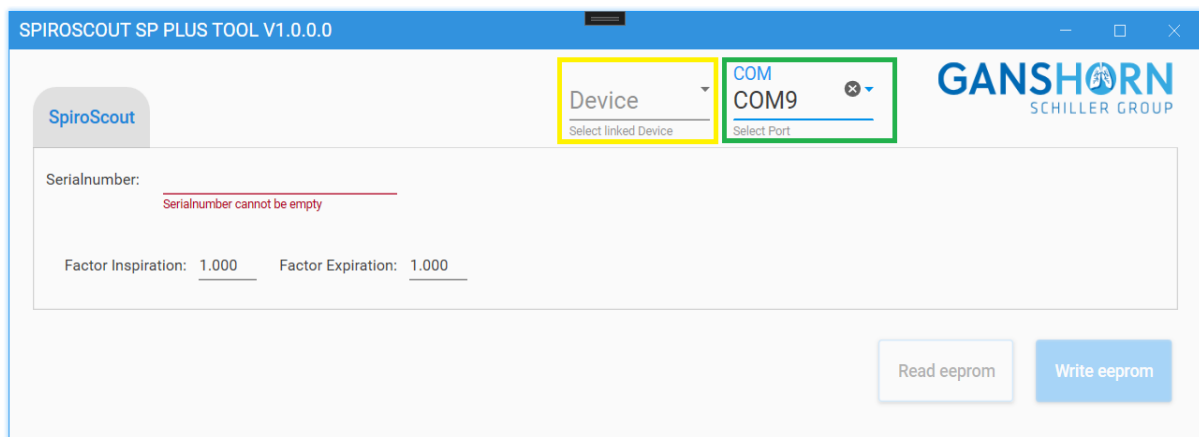 SPIROSCOUT SP PLUS TOOL V1.0.0.0
SpiroScout
Device
Select linked Device
COM
COM9
Select Port
GANSHORN
SCHILLER GROUP
Serialnumber:
Serialnumber cannot be empty
Factor Inspiration: 1.000 Factor Expiration: 1.000
Read eeprom
Write eeprom